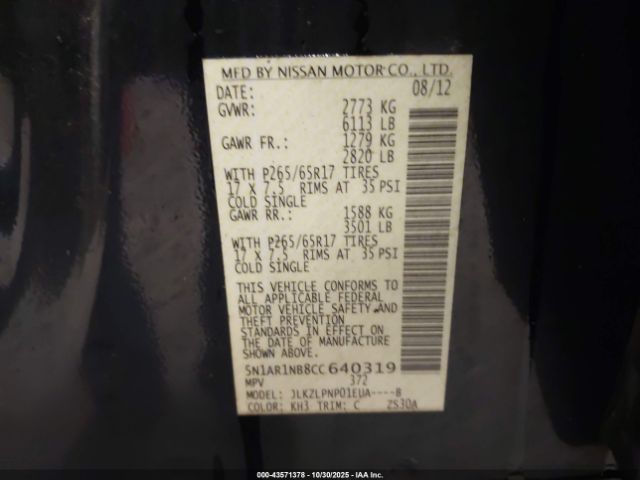 MFD BY NISSAN MOTOR CO., LTD.
DATE: 08/12
GVWR: 2773 KG
6113 LB
GAWR FR.: 1279 KG
2820 LB
WITH P265/65R17 TIRES
17 X 7.5 RIMS AT 35 PSI
COLD SINGLE
GAWR RR.: 1588 KG
3501 LB
WITH P265/65R17 TIRES
17 X 7.5 RIMS AT 35 PSI
COLD SINGLE
THIS VEHICLE CONFORMS TO
ALL APPLICABLE FEDERAL
MOTOR VEHICLE SAFETY AND
THEFT PREVENTION
STANDARDS IN EFFECT ON
THE DATE OF MANUFACTURE
SHOWN ABOVE.
5N1AR1NB8CC640319
MPV 372
MODEL: JLKZLPNP01EUA----B
COLOR: KH3 TRIM: C ZS30A
000-43571378 - 10/30/2025 - IAAI Inc.